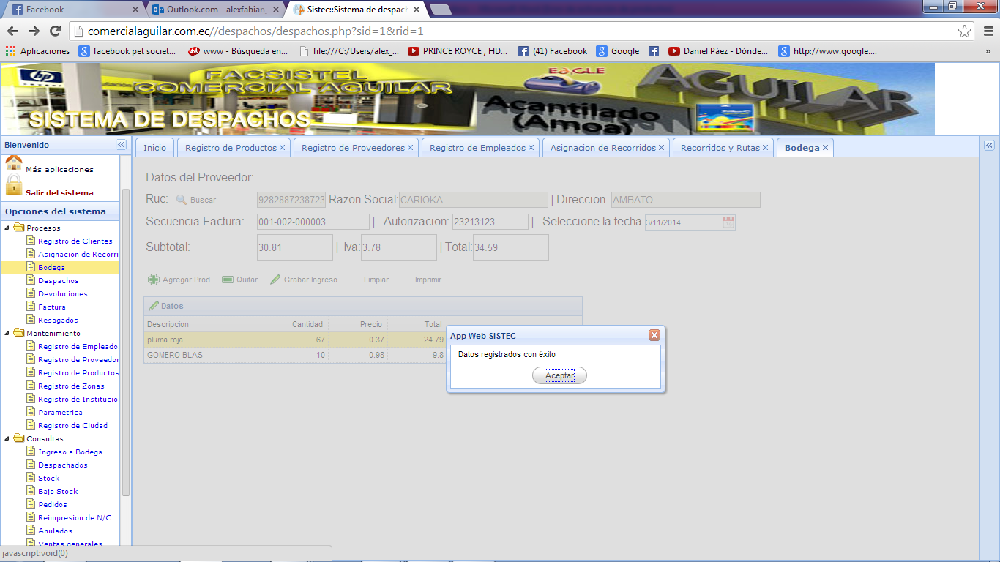 Facebook
Outlook.com - alexfabian_
Sistec::Sistema de despach
comercialaguilar.com.ec//despachos/despachos.php?sid=1&rid=1
Aplicaciones
facebook pet societ...
Ask www - Búsqueda en...
file:///C:/Users/alex_...
PRINCE ROYCE , HD...
(41) Facebook
Google
Daniel Páez - Dónde...
http://www.google....
»
hp
FACSISTEL
COMERCIAL AGUILAR
SISTEMA DE DESPACHOS
EaGLE
Acantilado
(Amoa)
AGUILAR
Bienvenido
Más aplicaciones
Salir del sistema
Opciones del sistema
Procesos
Registro de Clientes
Asignacion de Recorri
Bodega
Despachos
Devoluciones
Factura
Resagados
Mantenimiento
Registro de Empleados
Registro de Proveedor
Registro de Productos
Registro de Zonas
Registro de Institucion
Parametrica
Registro de Ciudad
Consultas
Ingreso a Bodega
Despachados
Stock
Bajo Stock
Pedidos
Reimpresion de N/C
Anulados
Ventas generales
javascript:void(0)
Inicio Registro de Productos Registro de Proveedores Registro de Empleados Asignacion de Recorridos Recorridos y Rutas Bodega
Datos del Proveedor:
Ruc: Buscar 9282887238723 Razon Social: CARIOKA | Direccion AMBATO
Secuencia Factura: 001-002-000003 | Autorizacion: 23213123 | Seleccione la fecha 3/11/2014
Subtotal: 30.81 | Iva: 3.78 | Total: 34.59
Agregar Prod Quitar Grabar Ingreso Limpiar Imprimir
Datos
Descripcion Cantidad Precio Total
pluma roja 67 0.37 24.79
GOMERO BLAS 10 0.98 9.8
App Web SISTEC
Datos registrados con éxito
Aceptar